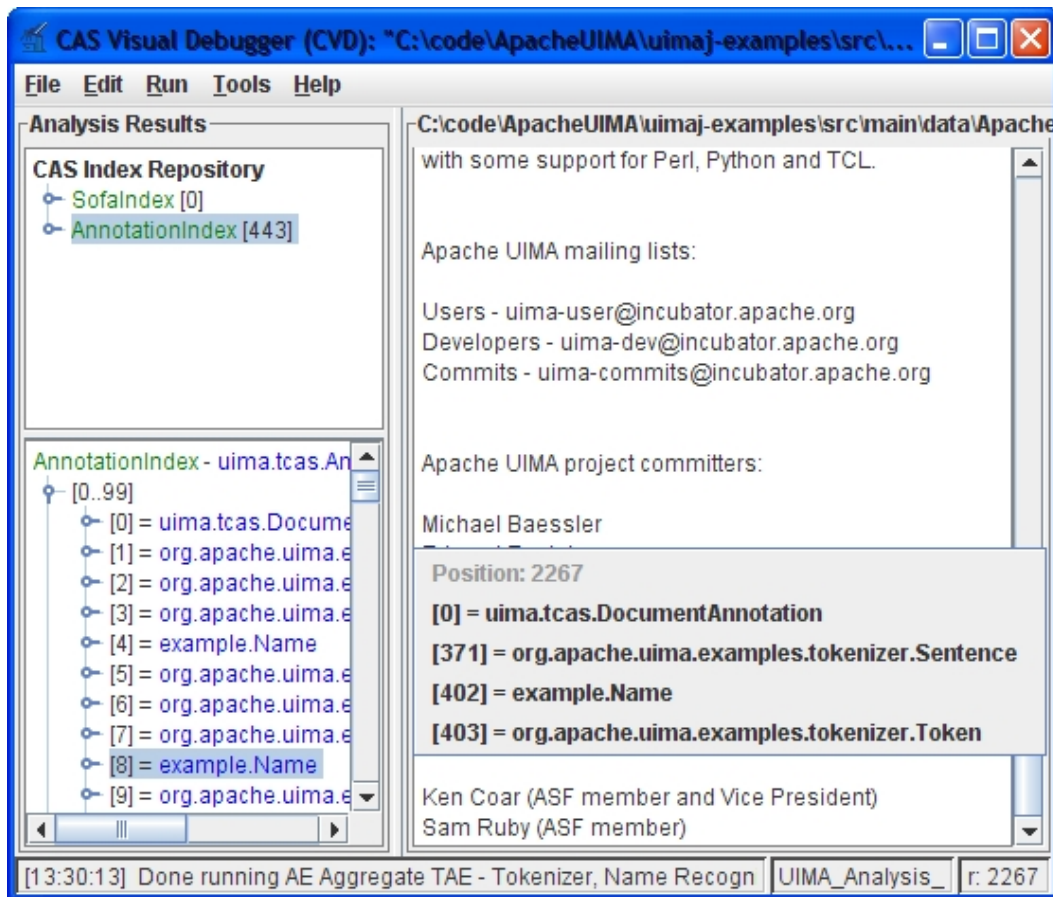 CAS Visual Debugger (CVD): "C:\code\ApacheUIMA\uimaj-examples\src\...
File Edit Run Tools Help
Analysis Results
CAS Index Repository
SofaIndex [0]
AnnotationIndex [443]
AnnotationIndex - uima.tcas.An
[0..99]
[0] = uima.tcas.Docume
[1] = org.apache.uima.e
[2] = org.apache.uima.e
[3] = org.apache.uima.e
[4] = example.Name
[5] = org.apache.uima.e
[6] = org.apache.uima.e
[7] = org.apache.uima.e
[8] = example.Name
[9] = org.apache.uima.e
C:\code\ApacheUIMA\uimaj-examples\src\main\data\Apache
with some support for Perl, Python and TCL.
Apache UIMA mailing lists:
Users - uima-user@incubator.apache.org
Developers - uima-dev@incubator.apache.org
Commits - uima-commits@incubator.apache.org
Apache UIMA project committers:
Michael Baessler
Position: 2267
[0] = uima.tcas.DocumentAnnotation
[371] = org.apache.uima.examples.tokenizer.Sentence
[402] = example.Name
[403] = org.apache.uima.examples.tokenizer.Token
Ken Coar (ASF member and Vice President)
Sam Ruby (ASF member)
[13:30:13] Done running AE Aggregate TAE - Tokenizer, Name Recogn
UIMA_Analysis_
r: 2267